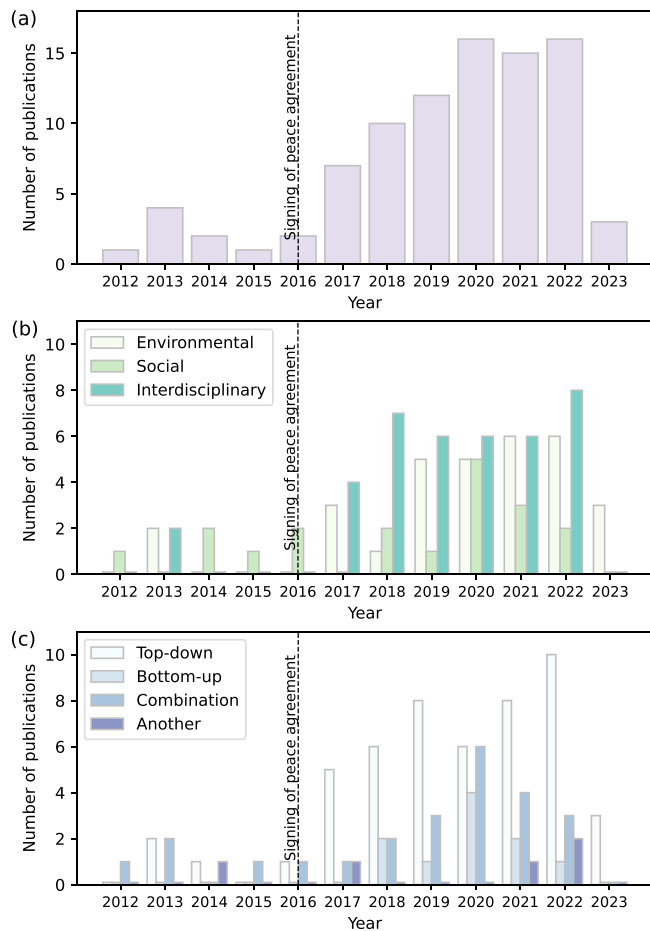 (a)
Number of publications
15
10
5
0
Signing of peace agreement
2012 2013 2014 2015 2016 2017 2018 2019 2020 2021 2022 2023
Year
(b)
Number of publications
10
8
6
4
2
0
Environmental
Social
Interdisciplinary
Signing of peace agreement
2012 2013 2014 2015 2016 2017 2018 2019 2020 2021 2022 2023
Year
(c)
Number of publications
10
8
6
4
2
0
Top-down
Bottom-up
Combination
Another
Signing of peace agreement
2012 2013 2014 2015 2016 2017 2018 2019 2020 2021 2022 2023
Year